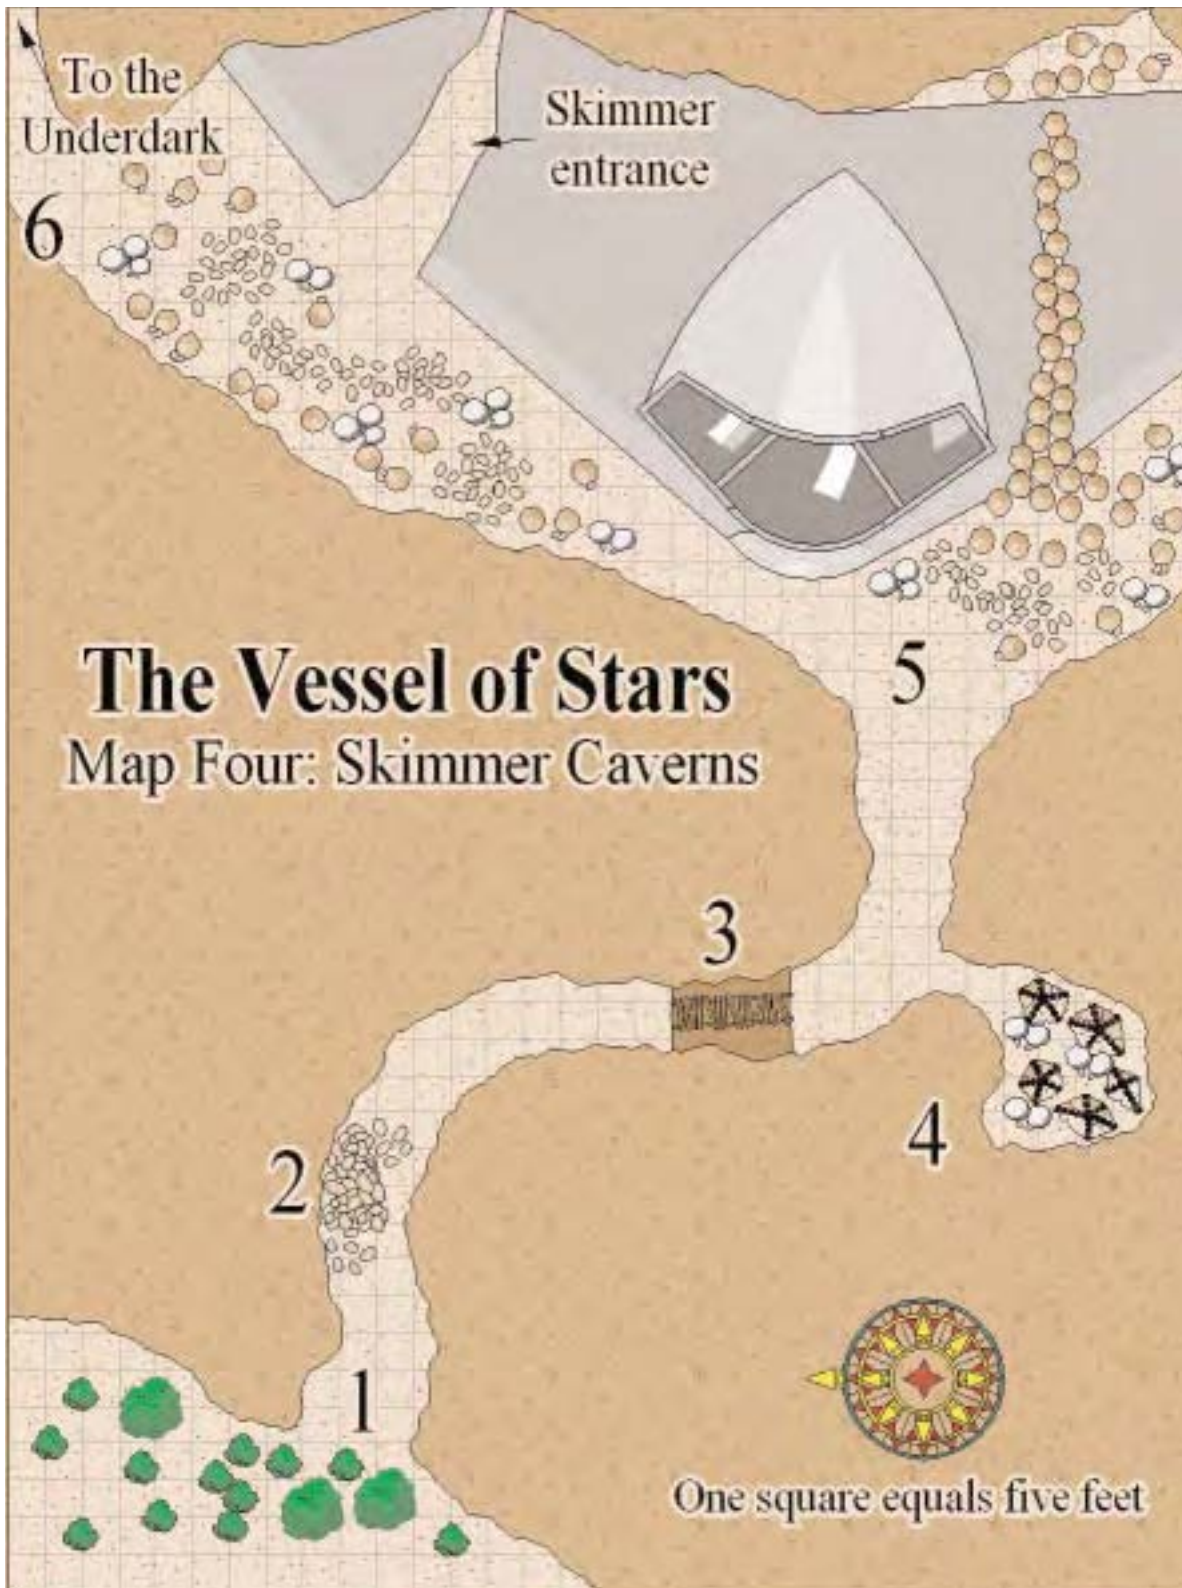 To the
Underdark
Skimmer
entrance
6
The Vessel of Stars
Map Four: Skimmer Caverns
5
3
4
2
1
One square equals five feet